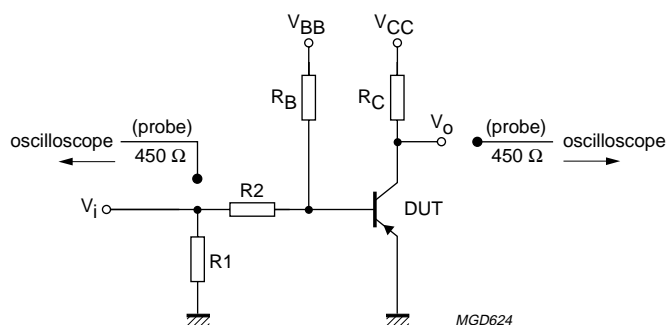 VBB VCC
RB RC
Vo
(probe) (probe)
oscilloscope oscilloscope
450 Ω 450 Ω
R2
Vi DUT
R1
MGD624